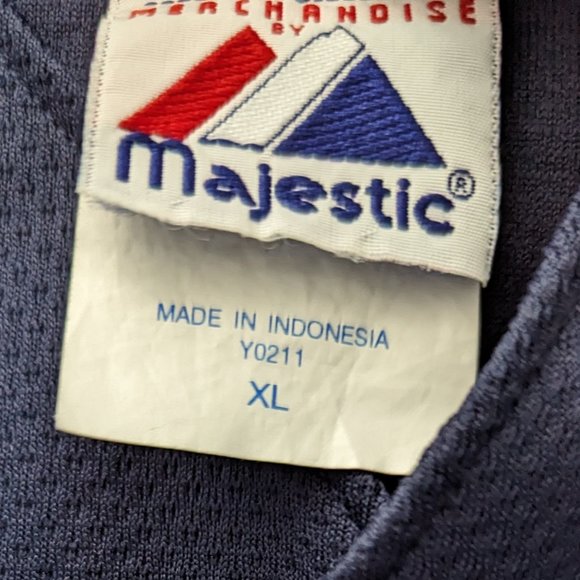 MERCHANDISE
BY
majestic®
MADE IN INDONESIA
Y0211
XL